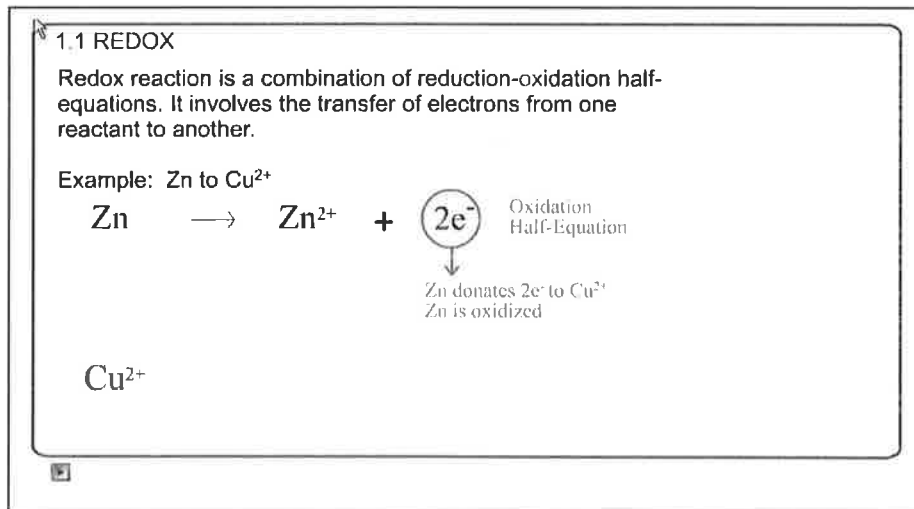 1.1 REDOX
Redox reaction is a combination of reduction-oxidation half-
equations. It involves the transfer of electrons from one
reactant to another.
Example: Zn to Cu²⁺
Zn → Zn²⁺ + 2e⁻ Oxidation
Half-Equation
Zn donates 2e⁻ to Cu²⁺
Zn is oxidized
Cu²⁺